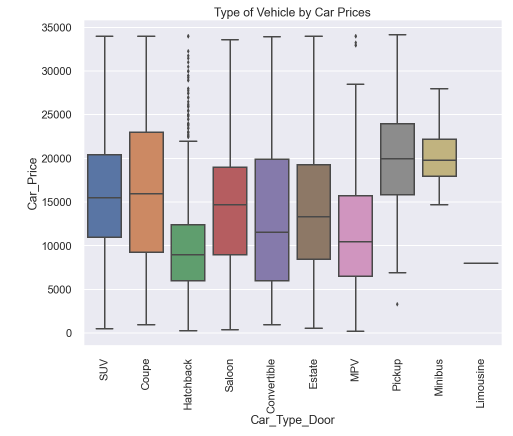 Type of Vehicle by Car Prices
35000
30000
25000
20000
15000
10000
5000
0
Car_Price
SUV
Coupe
Hatchback
Saloon
Convertible
Estate
MPV
Pickup
Minibus
Limousine
Car_Type_Door